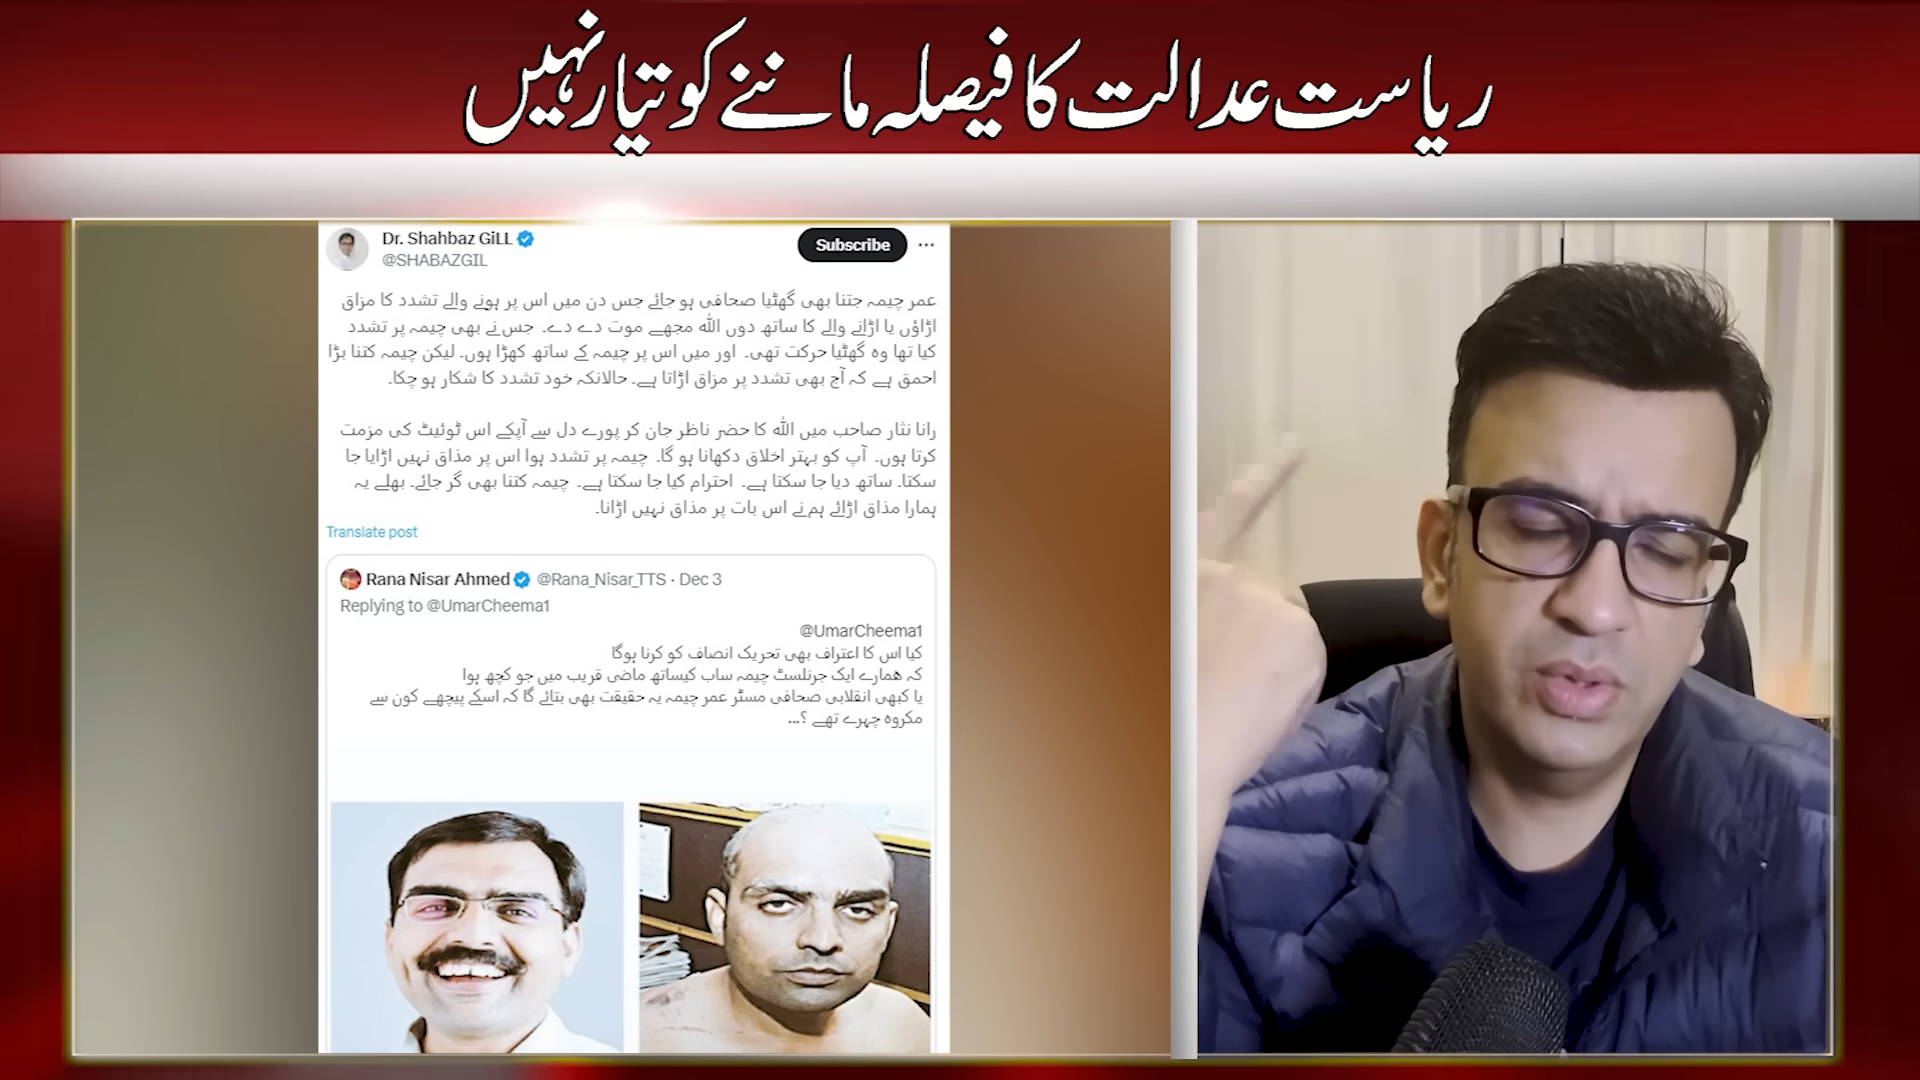 ریاست عدالت کا فیصلہ ماننے کو تیار نہیں
Dr. Shahbaz GiLL
@SHABAZGIL
Subscribe
عمر چیمہ جتنا بھی گھٹیا صحافی ہو جائے جس دن میں اس پر ہونے والے تشدد کا مزاق
اڑاؤں یا اڑانے والے کا ساتھ دوں اللہ مجھے موت دے دے۔ جس نے بھی چیمہ پر تشدد
کیا تھا وہ گھٹیا حرکت تھی۔ اور میں اس پر چیمہ کے ساتھ کھڑا ہوں۔ لیکن چیمہ کتنا بڑا
احمق ہے کہ آج بھی تشدد پر مزاق اڑاتا ہے۔ حالانکہ خود تشدد کا شکار ہو چکا۔
رانا نثار صاحب میں اللہ کا حضر ناظر جان کر پورے دل سے آپکے اس ٹوئیٹ کی مزمت
کرتا ہوں۔ آپ کو بہتر اخلاق دکھانا ہو گا۔ چیمہ پر تشدد ہوا اس پر مذاق نہیں اڑایا جا
سکتا۔ ساتھ دیا جا سکتا ہے۔ احترام کیا جا سکتا ہے۔ چیمہ کتنا بھی گر جائے۔ بھلے یہ
ہمارا مذاق اڑائے ہم نے اس بات پر مذاق نہیں اڑانا۔
Translate post
Rana Nisar Ahmed @Rana_Nisar_TTS · Dec 3
Replying to @UmarCheema1
@UmarCheema1
کیا اس کا اعتراف بھی تحریک انصاف کو کرنا ہوگا
کہ ھمارے ایک جرنلسٹ چیمہ ساب کیساتھ ماضی قریب میں جو کچھ ہوا
یا کبھی انقلابی صحافی مسٹر عمر چیمہ یہ حقیقت بھی بتائے گا کہ اسکے پیچھے کون سے
مکروہ چہرے تھے ؟...